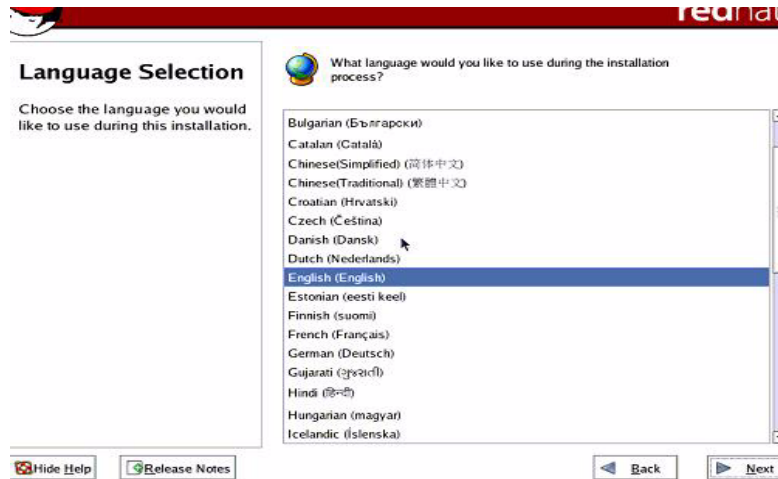 redhat
Language Selection
Choose the language you would
like to use during this installation.
What language would you like to use during the installation
process?
Bulgarian (Български)
Catalan (Català)
Chinese(Simplified) (简体中文)
Chinese(Traditional) (繁體中文)
Croatian (Hrvatski)
Czech (Čeština)
Danish (Dansk)
Dutch (Nederlands)
English (English)
Estonian (eesti keel)
Finnish (suomi)
French (Français)
German (Deutsch)
Gujarati (ગુજરાતી)
Hindi (हिन्दी)
Hungarian (magyar)
Icelandic (Íslenska)
Hide Help
Release Notes
Back
Next